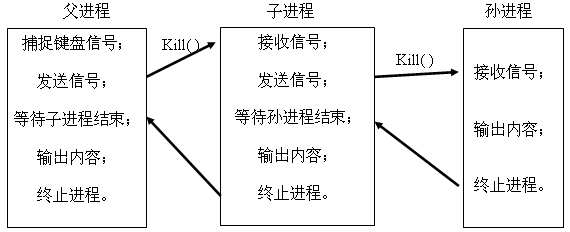 父进程
捕捉键盘信号；
发送信号；
等待子进程结束；
输出内容；
终止进程。
Kill()
子进程
接收信号；
发送信号；
等待孙进程结束；
输出内容；
终止进程。
Kill()
孙进程
接收信号；
输出内容；
终止进程。